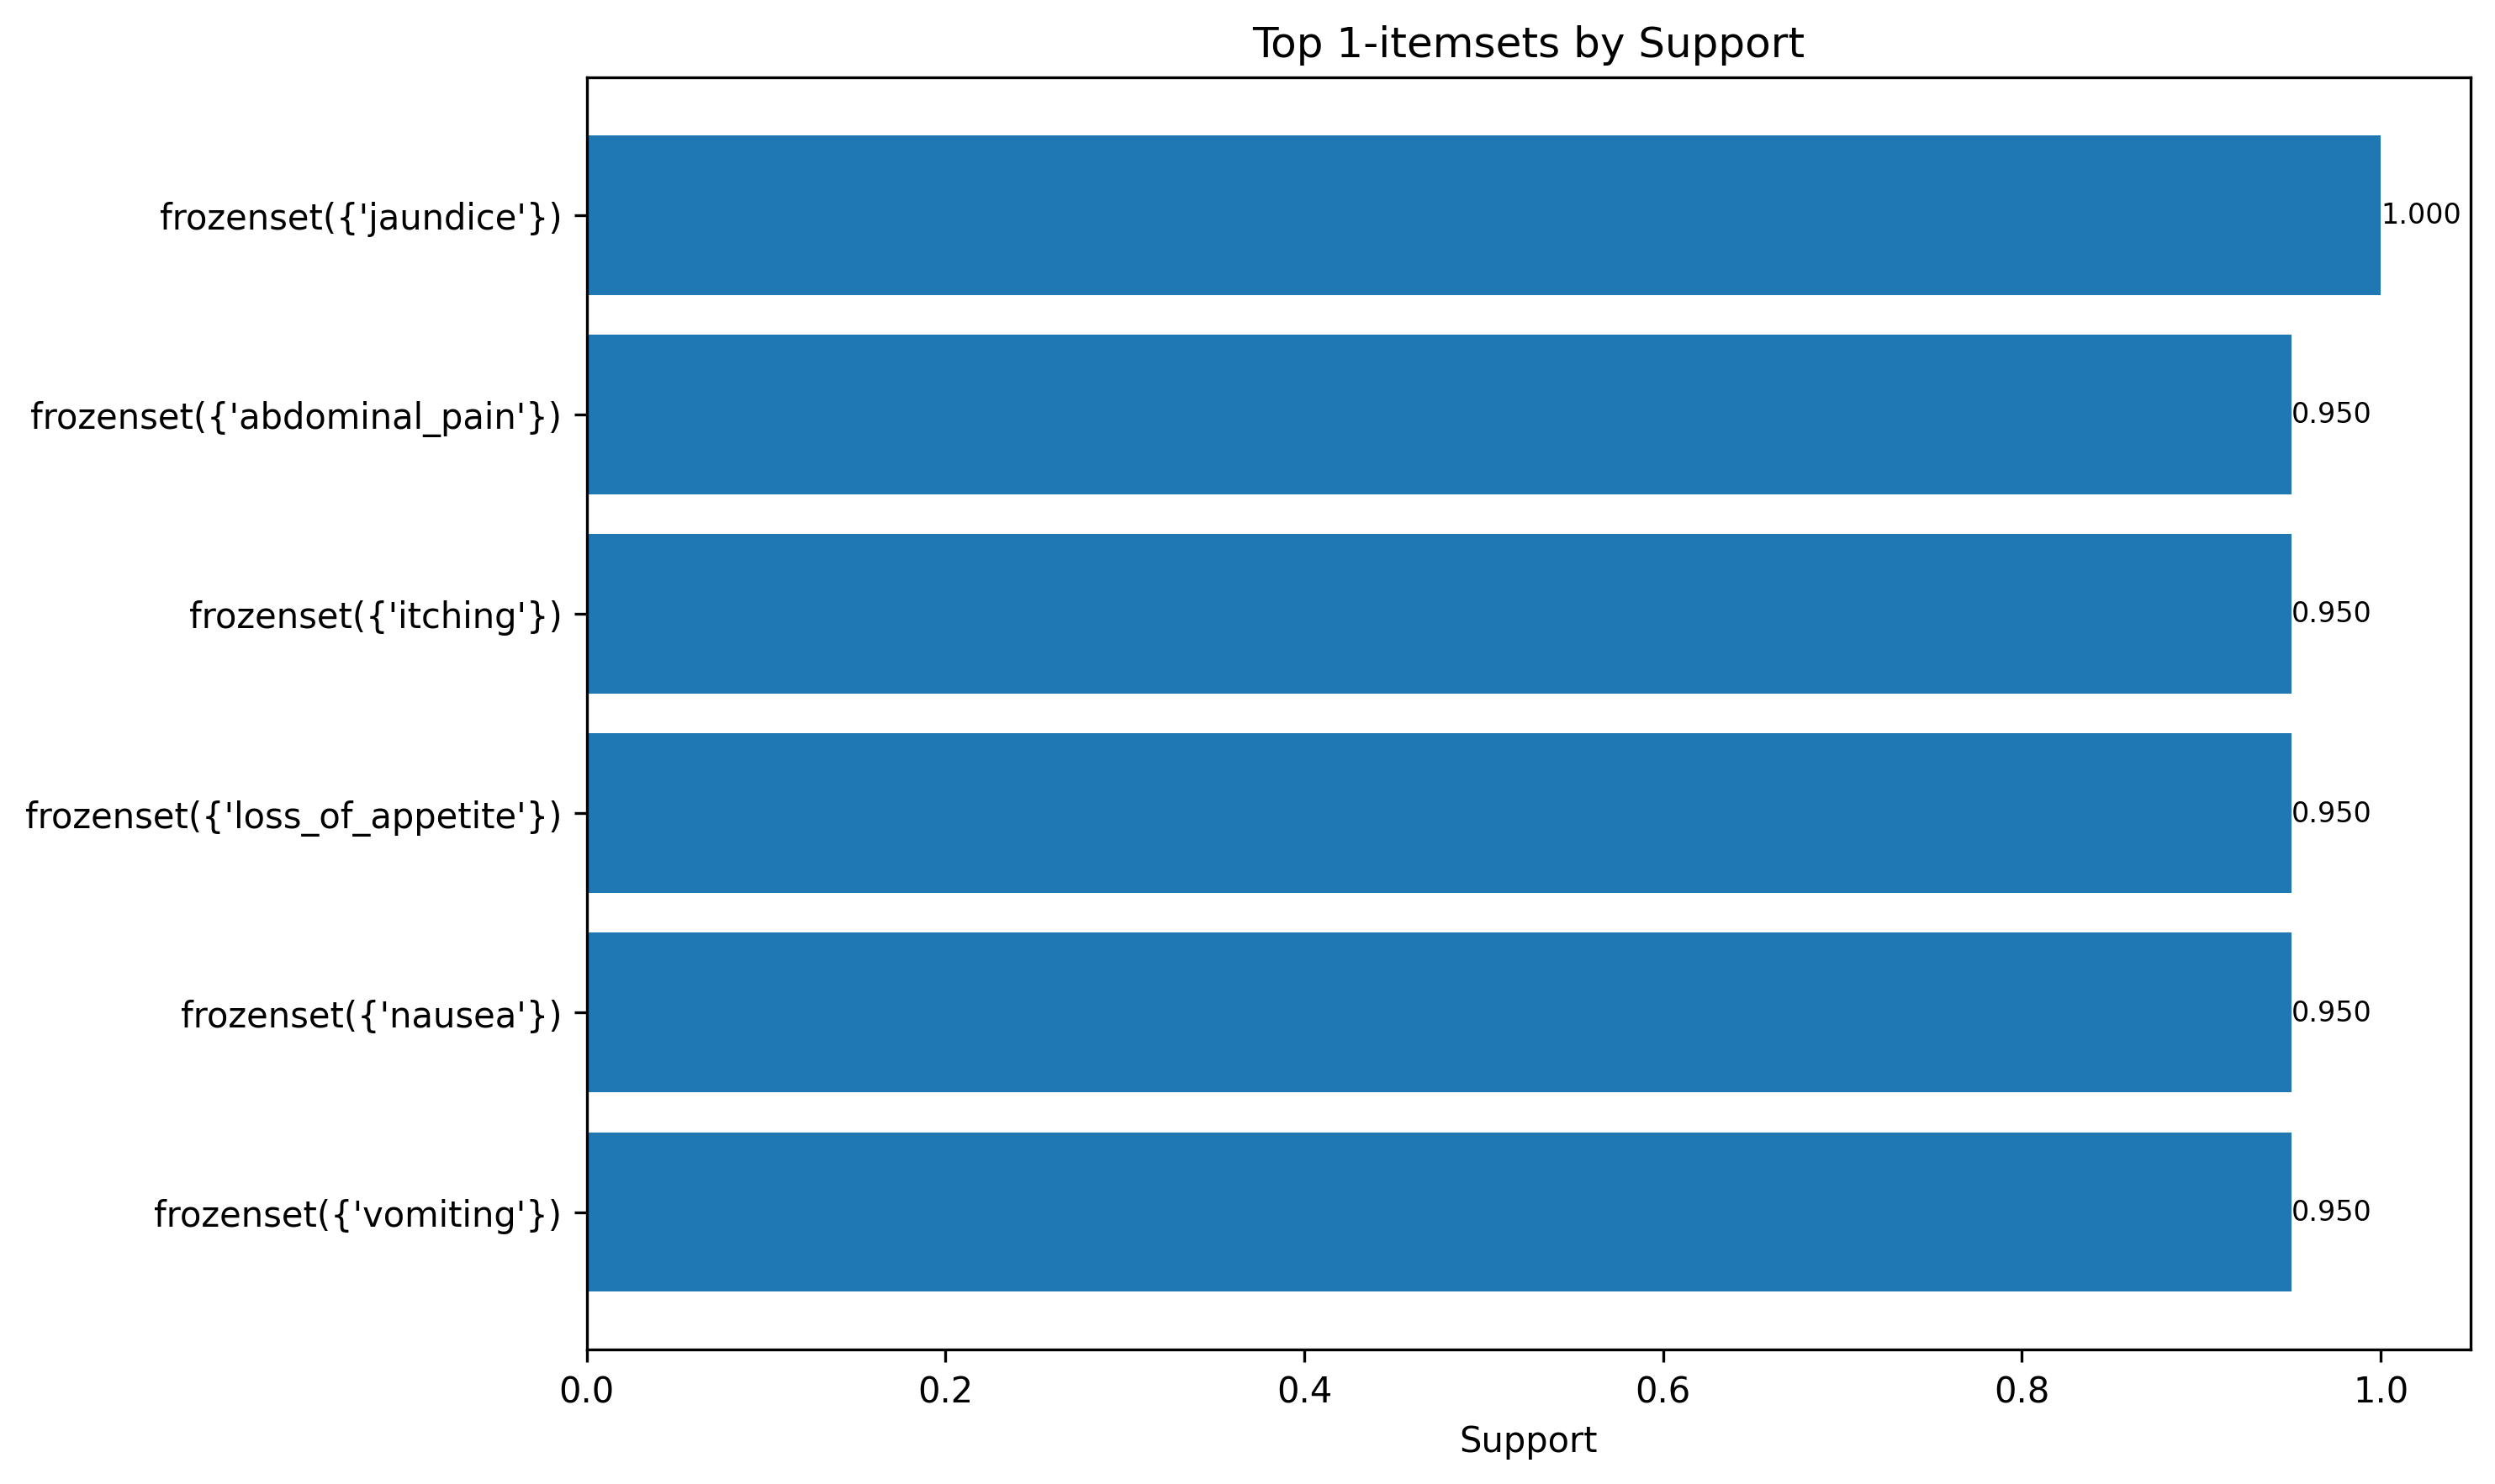 Top 1-itemsets by Support
frozenset({'jaundice'})
1.000
frozenset({'abdominal_pain'})
0.950
frozenset({'itching'})
0.950
frozenset({'loss_of_appetite'})
0.950
frozenset({'nausea'})
0.950
frozenset({'vomiting'})
0.950
0.0 0.2 0.4 0.6 0.8 1.0
Support